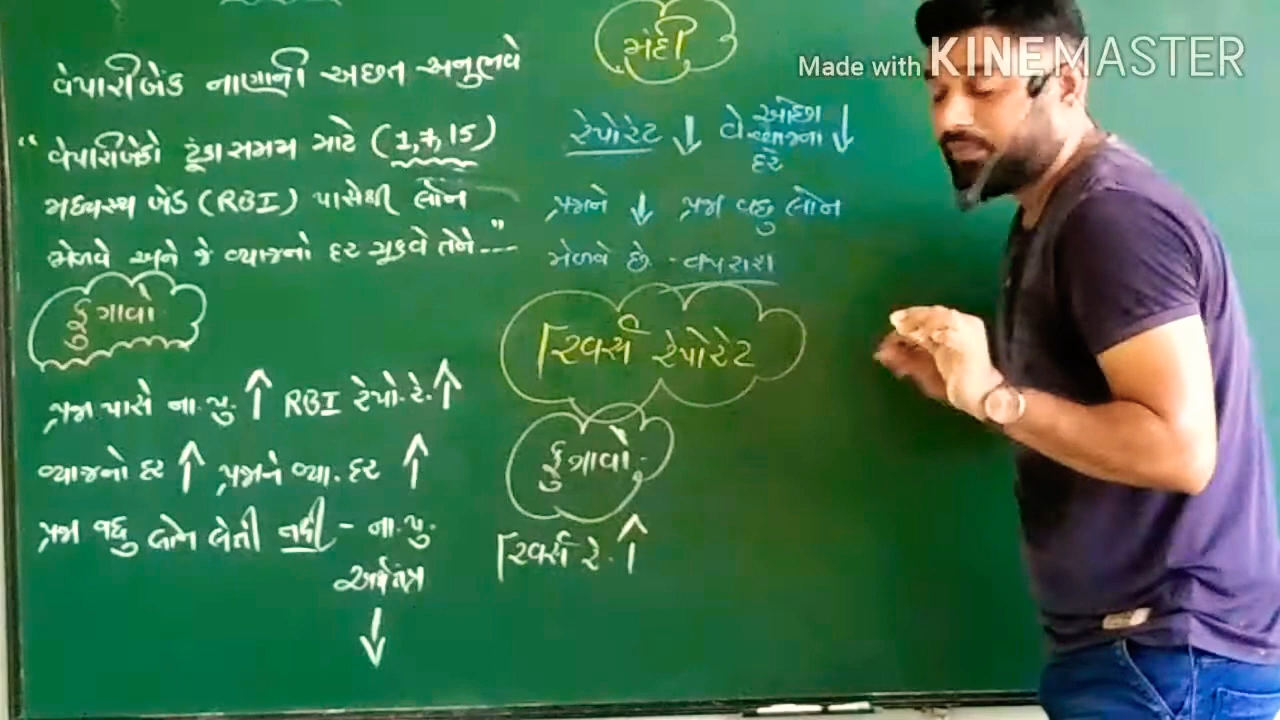 વેપારીબેંક નાણાની અછત અનુભવે
“ વેપારીબેંકો ટૂંકા સમય માટે (1,7,15)
મધ્યસ્થ બેંક (RBI) પાસેથી લોન
મેળવે અને જે વ્યાજનો દર ચૂકવે તેને..."
ફુગાવો
પ્રજા પાસે ના.પુ. ↑ RBI રેપો.રે. ↑
વ્યાજનો દર ↑ પ્રજાને વ્યા. દર ↑
પ્રજા વધુ લોન લેતી નથી - ના.પુ.
અર્થતંત્ર
↓
મંદી
રેપોરેટ ↓ વે ઓછા વ્યાજના દરે ↓
પ્રજાને ↓ પ્રજા વધુ લોન
મેળવે છે. - વપરાશ
રિવર્સ રેપોરેટ
ફુગાવો:-
રિવર્સ રે. ↑
Made with KINEMASTER